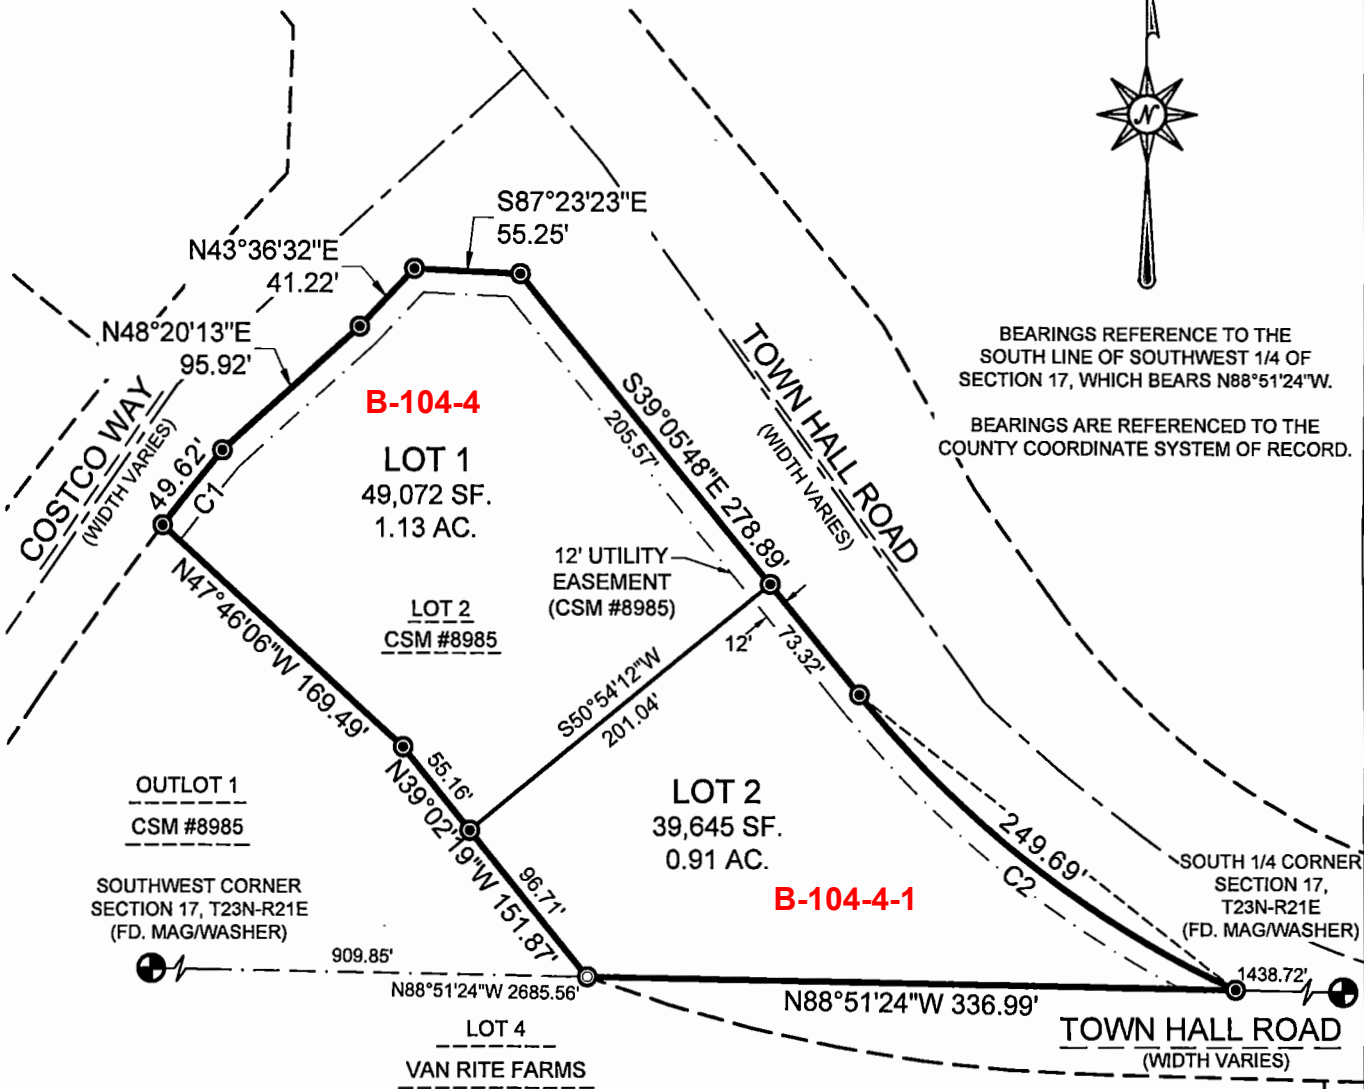 N
S87°23'23"E
55.25'
N43°36'32"E
41.22'
N48°20'13"E
95.92'
BEARINGS REFERENCE TO THE
SOUTH LINE OF SOUTHWEST 1/4 OF
SECTION 17, WHICH BEARS N88°51'24"W.
BEARINGS ARE REFERENCED TO THE
COUNTY COORDINATE SYSTEM OF RECORD.
COSTCO WAY
(WIDTH VARIES)
49.62'
C1
B-104-4
LOT 1
49,072 SF.
1.13 AC.
S39°05'48"E 278.89'
205.57'
TOWN HALL ROAD
(WIDTH VARIES)
12' UTILITY
EASEMENT
(CSM #8985)
LOT 2
CSM #8985
N47°46'06"W 169.49'
12'
73.32'
S50°54'12"W
201.04'
55.16'
N39°02'19"W 151.87'
96.71'
OUTLOT 1
CSM #8985
LOT 2
39,645 SF.
0.91 AC.
B-104-4-1
249.69'
C2
SOUTHWEST CORNER
SECTION 17, T23N-R21E
(FD. MAG/WASHER)
SOUTH 1/4 CORNER
SECTION 17,
T23N-R21E
(FD. MAG/WASHER)
909.85'
N88°51'24"W 2685.56'
N88°51'24"W 336.99'
1438.72'
LOT 4
VAN RITE FARMS
TOWN HALL ROAD
(WIDTH VARIES)